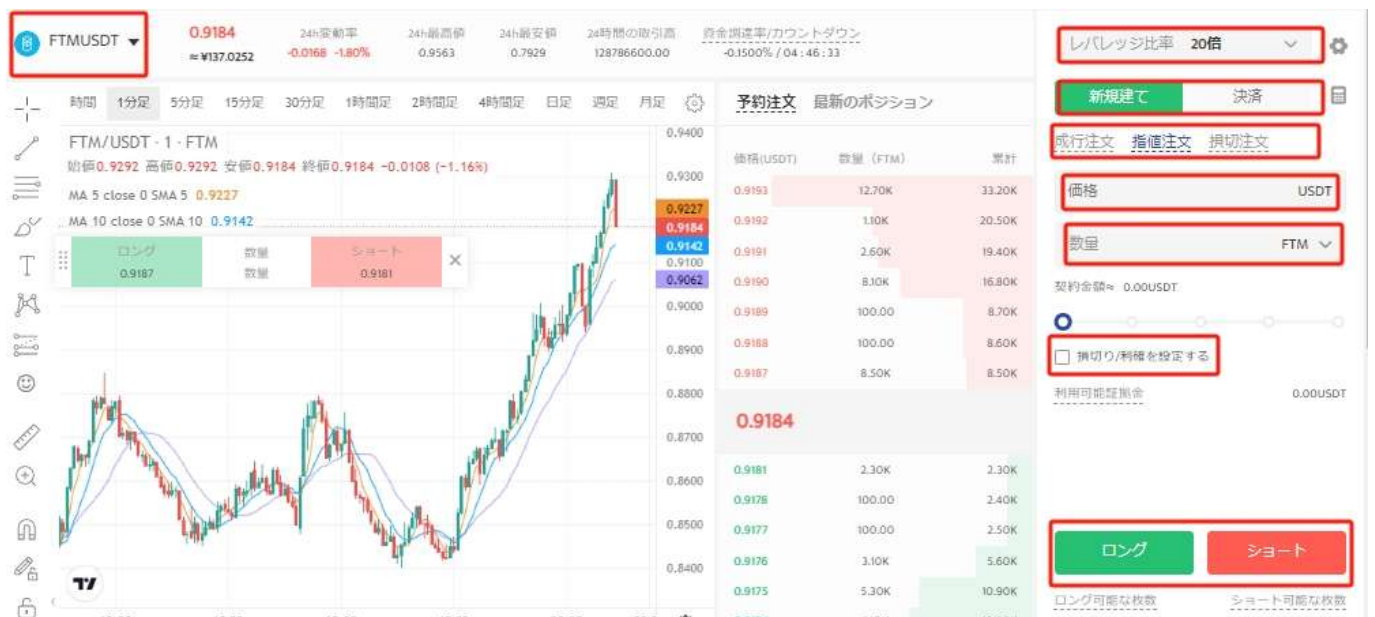 FTMUSDT
0.9184
≈ ¥137.0252
24h変動率
-0.0168 -1.80%
24h最高値
0.9563
24h最安値
0.7929
24時間の取引高
128786600.00
資金調達率/カウントダウン
-0.1500% / 04 : 46 : 33
時間 1分足 5分足 15分足 30分足 1時間足 2時間足 4時間足 日足 週足 月足
FTM/USDT · 1 · FTM
始値0.9292 高値0.9292 安値0.9184 終値0.9184 -0.0108 (-1.16%)
MA 5 close 0 SMA 5 0.9227
MA 10 close 0 SMA 10 0.9142
ロング
0.9187
数量
数量
ショート
0.9181
0.9400
0.9300
0.9227
0.9184
0.9142
0.9100
0.9062
0.9000
0.8900
0.8800
0.8700
0.8600
0.8500
0.8400
予約注文 最新のポジション
価格(USDT) 数量 (FTM) 累計
0.9193 12.70K 33.20K
0.9192 1.10K 20.50K
0.9191 2.60K 19.40K
0.9190 8.10K 16.80K
0.9189 100.00 8.70K
0.9188 100.00 8.60K
0.9187 8.50K 8.50K
0.9184
0.9181 2.30K 2.30K
0.9178 100.00 2.40K
0.9177 100.00 2.50K
0.9176 3.10K 5.60K
0.9175 5.30K 10.90K
レバレッジ比率 20倍
新規建て 決済
成行注文 指値注文 損切注文
価格 USDT
数量 FTM
契約金額≈ 0.00USDT
損切り/利確を設定する
利用可能証拠金 0.00USDT
ロング ショート
ロング可能な枚数 ショート可能な枚数